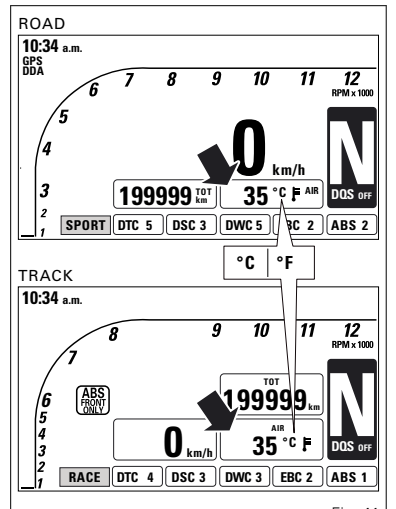 ROAD
10:34 a.m.
GPS
DDA
1 2 3 4 5 6 7 8 9 10 11 12
RPM x 1000
0 km/h
N
DQS OFF
199999 TOT km
35 °C AIR
SPORT DTC 5 DSC 3 DWC 5 BC 2 ABS 2
°C °F
TRACK
10:34 a.m.
1 2 3 4 5 6 7 8 9 10 11 12
RPM x 1000
ABS
FRONT
ONLY
TOT
199999 km
0 km/h
AIR
35 °C
N
DQS OFF
RACE DTC 4 DSC 3 DWC 3 EBC 2 ABS 1